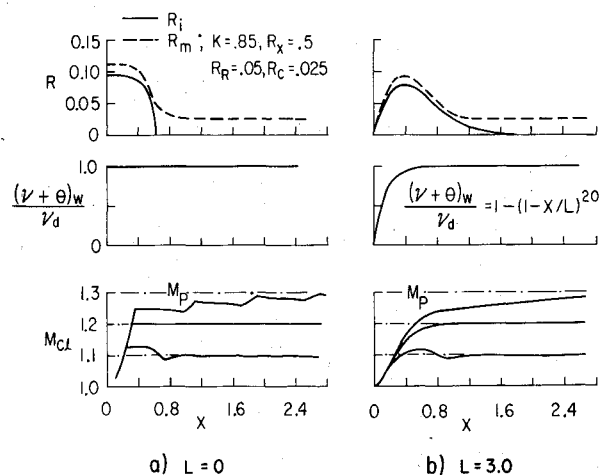 R_i
R_m ; K=.85, R_X=.5
R_R=.05, R_C=.025
0.15
0.10
R
0.05
0
1.0
(ν + θ)_w
ν_d
0
(ν + θ)_w
ν_d
=1-(1-X/L)^20
1.3
M_P
1.2
M_Cℓ
1.1
1.0
0 0.8 1.6 2.4
X
M_P
0 0.8 1.6 2.4
X
a) L=0
b) L=3.0